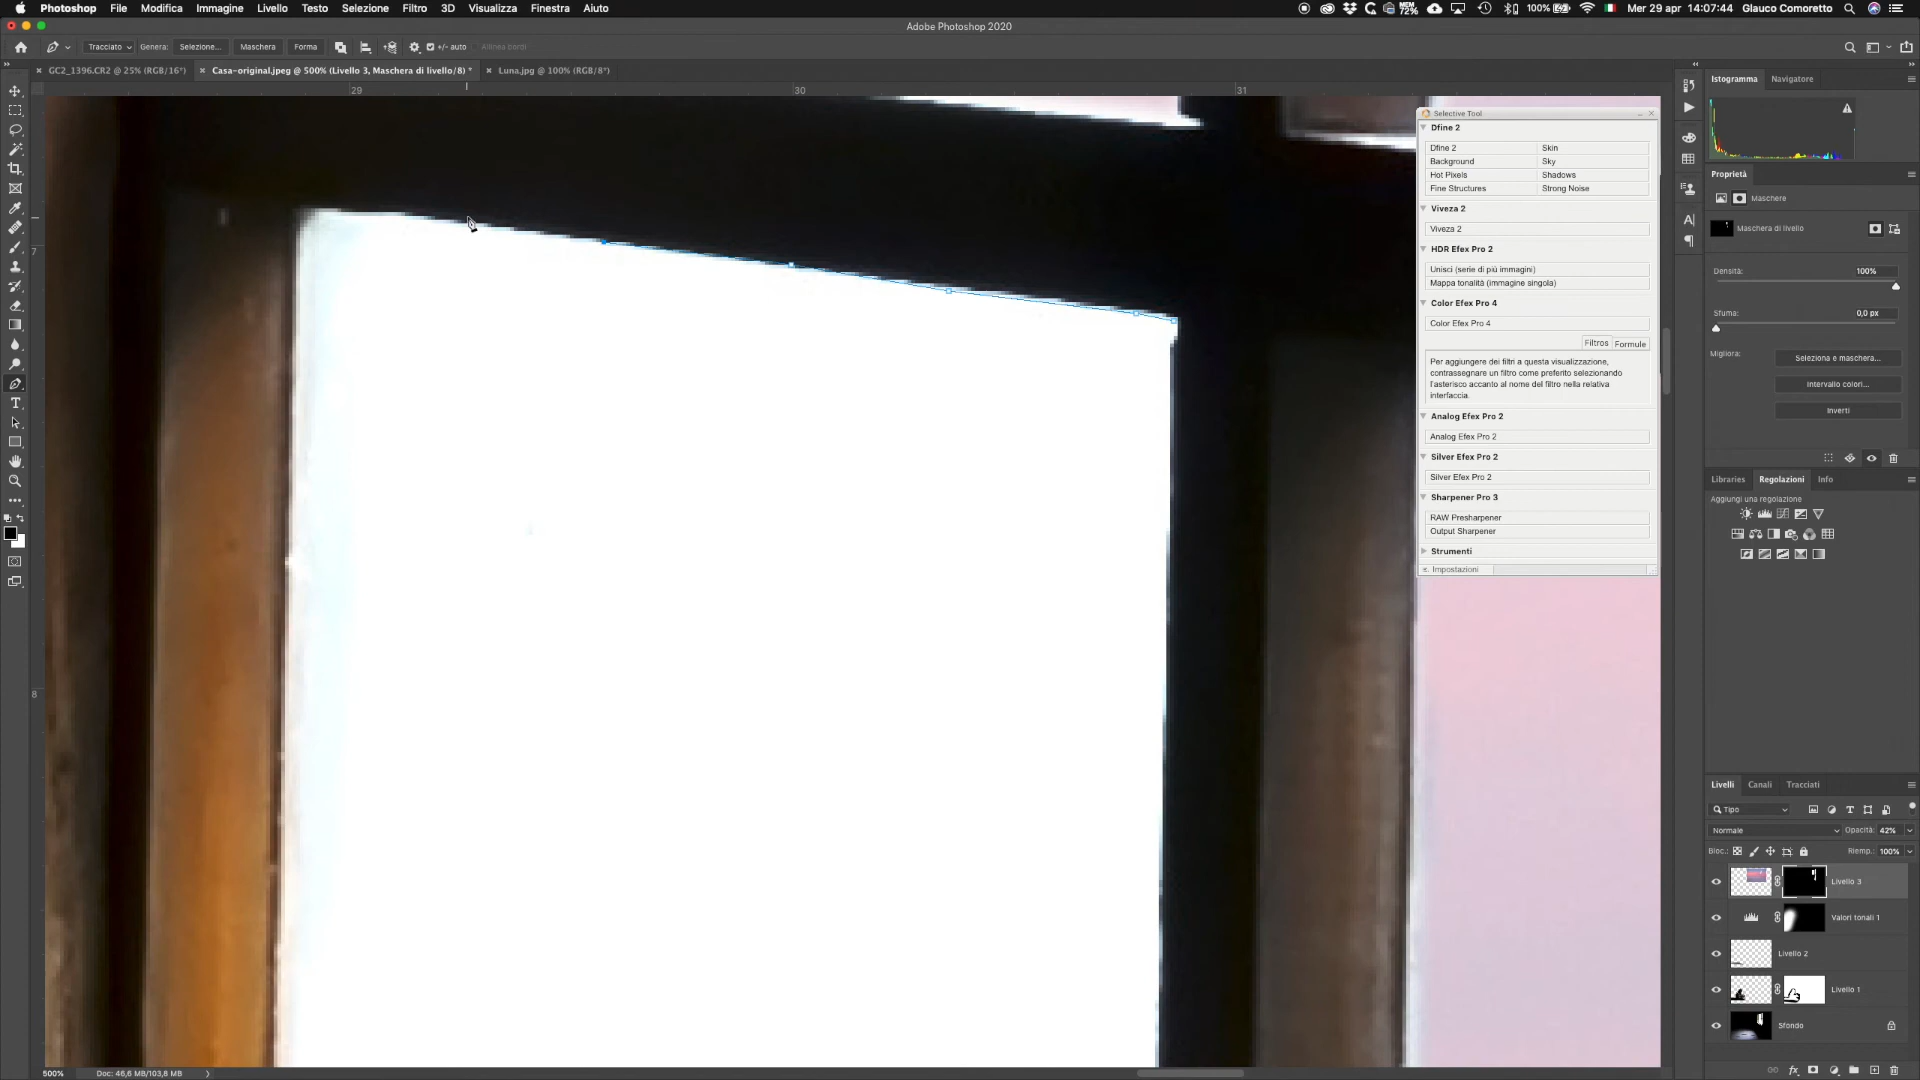 Photoshop File Modifica Immagine Livello Testo Selezione Filtro 3D Visualizza Finestra Aiuto MEM 72% 100% Mer 29 apr 14:07:44 Glauco Comoretto
Adobe Photoshop 2020
Tracciato Genera: Selezione... Maschera Forma +/- auto Allinea bordi
GC2_1396.CR2 @ 25% (RGB/16*) Casa-original.jpeg @ 500% (Livello 3, Maschera di livello/8) * Luna.jpg @ 100% (RGB/8*)
29 30 31
7
8
Selective Tool
Dfine 2
Dfine 2 Skin
Background Sky
Hot Pixels Shadows
Fine Structures Strong Noise
Viveza 2
Viveza 2
HDR Efex Pro 2
Unisci (serie di più immagini)
Mappa tonalità (immagine singola)
Color Efex Pro 4
Color Efex Pro 4
Filtros Formule
Per aggiungere dei filtri a questa visualizzazione,
contrassegnare un filtro come preferito selezionando
l'asterisco accanto al nome del filtro nella relativa
interfaccia.
Analog Efex Pro 2
Analog Efex Pro 2
Silver Efex Pro 2
Silver Efex Pro 2
Sharpener Pro 3
RAW Presharpener
Output Sharpener
Strumenti
Impostazioni
Istogramma Navigatore
Proprietà
Maschere
Maschera di livello
Densità: 100%
Sfuma: 0,0 px
Migliora: Seleziona e maschera...
Intervallo colori...
Inverti
Libraries Regolazioni Info
Aggiungi una regolazione
Livelli Canali Tracciati
Tipo
Normale Opacità: 42%
Bloc.: Riemp.: 100%
Livello 3
Valori tonali 1
Livello 2
Livello 1
Sfondo
500% Doc: 46,6 MB/103,8 MB